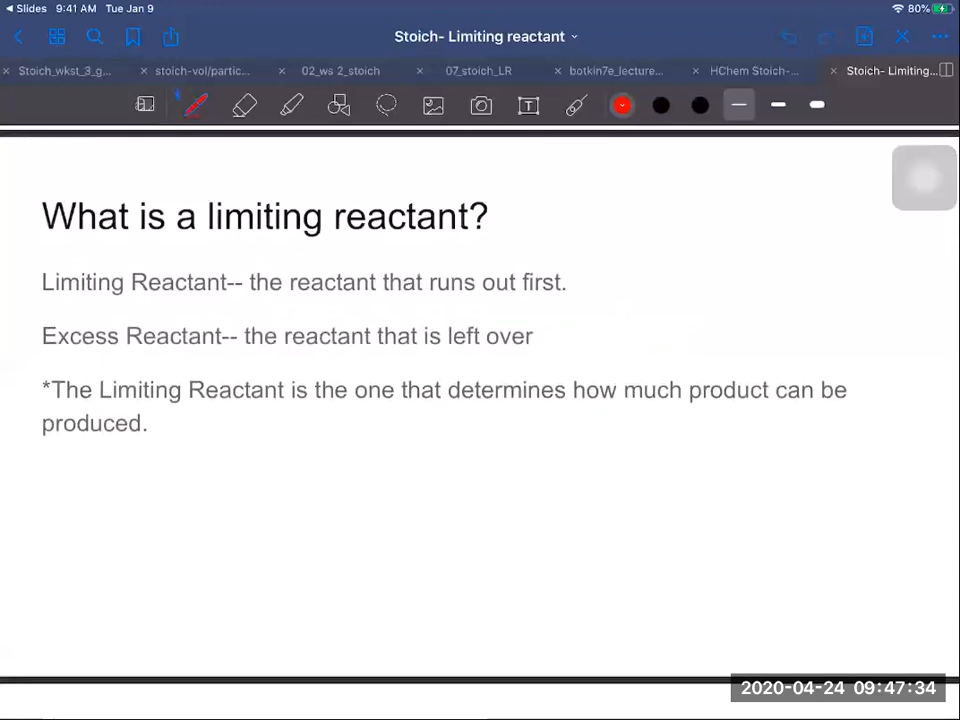 Slides 9:41 AM Tue Jan 9 80%
Stoich- Limiting reactant
Stoich_wkst_3_g... stoich-vol/partic... 02_ws 2_stoich 07_stoich_LR botkin7e_lecture... HChem Stoich-... Stoich- Limiting...
T
What is a limiting reactant?
Limiting Reactant-- the reactant that runs out first.
Excess Reactant-- the reactant that is left over
*The Limiting Reactant is the one that determines how much product can be
produced.
2020-04-24 09:47:34